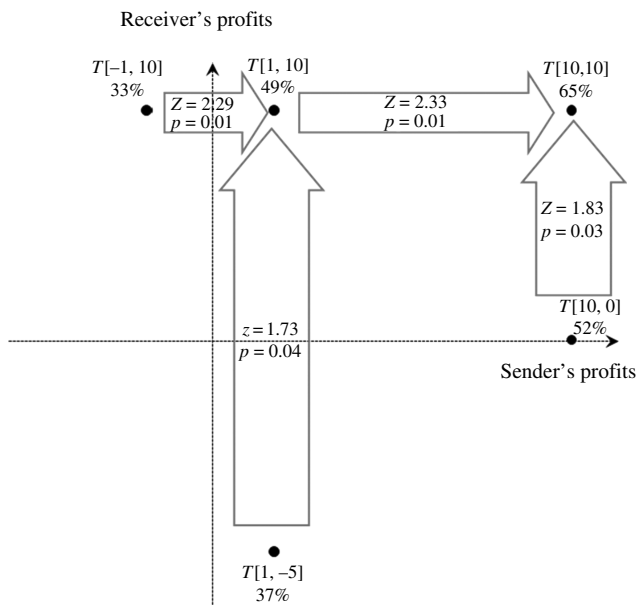 Receiver's profits
T[–1, 10]
33%
T[1, 10]
49%
T[10,10]
65%
Z = 2.29
p = 0.01
Z = 2.33
p = 0.01
Z = 1.83
p = 0.03
T[10, 0]
52%
z = 1.73
p = 0.04
Sender's profits
T[1, –5]
37%